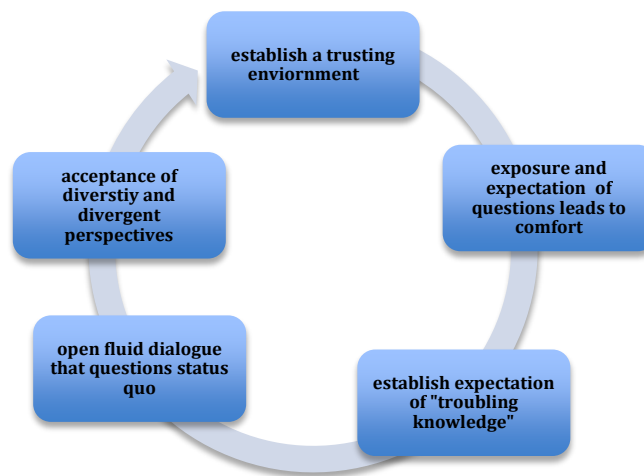 establish a trusting
enviornment
exposure and
expectation of
questions leads to
comfort
establish expectation
of "troubling
knowledge"
open fluid dialogue
that questions status
quo
acceptance of
diverstiy and
divergent
perspectives